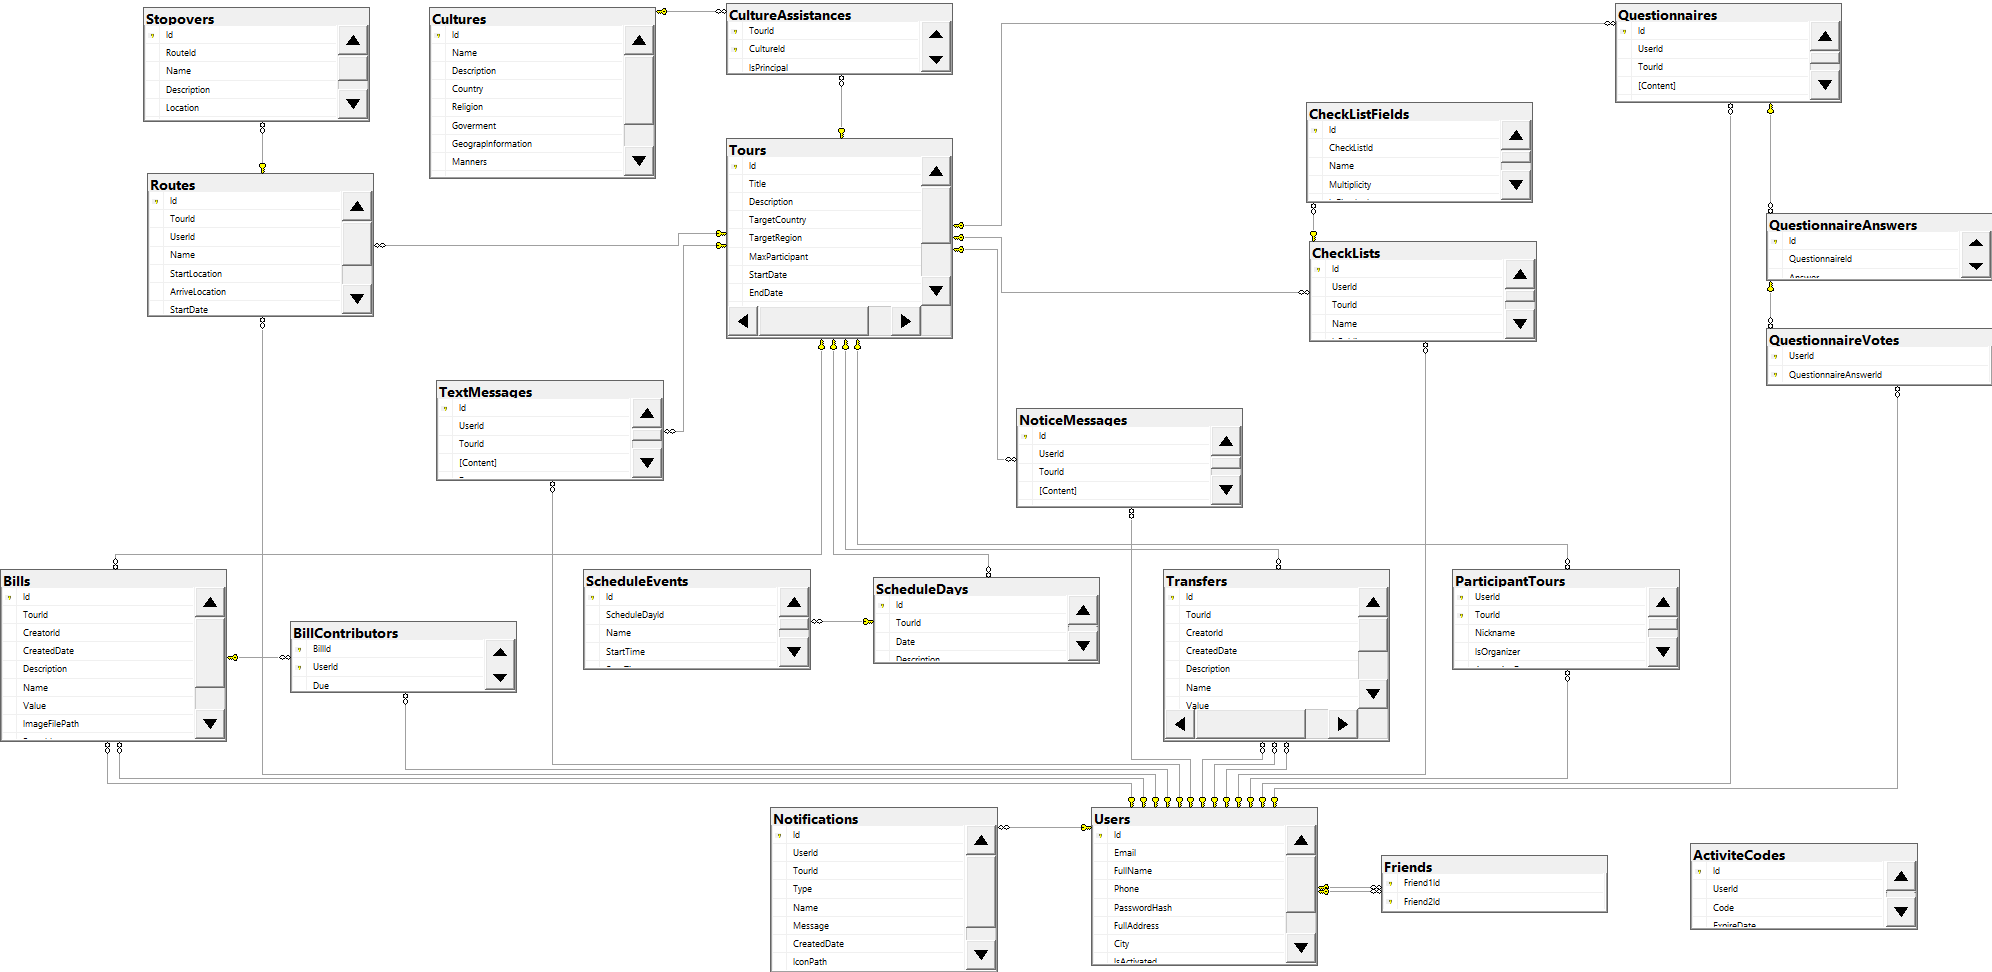 Stopovers
Id
RouteId
Name
Description
Location
Cultures
Id
Name
Description
Country
Religion
Goverment
GeograpInformation
Manners
CultureAssistances
TourId
CultureId
IsPrincipal
Questionnaires
Id
UserId
TourId
[Content]
CheckListFields
Id
CheckListId
Name
Multiplicity
Tours
Id
Title
Description
TargetCountry
TargetRegion
MaxParticipant
StartDate
EndDate
Routes
Id
TourId
UserId
Name
StartLocation
ArriveLocation
StartDate
QuestionnaireAnswers
Id
QuestionnaireId
Answer
CheckLists
Id
UserId
TourId
Name
QuestionnaireVotes
UserId
QuestionnaireAnswerId
TextMessages
Id
UserId
TourId
[Content]
NoticeMessages
Id
UserId
TourId
[Content]
Bills
Id
TourId
CreatorId
CreatedDate
Description
Name
Value
ImageFilePath
BillContributors
BillId
UserId
Due
ScheduleEvents
Id
ScheduleDayId
Name
StartTime
ScheduleDays
Id
TourId
Date
Description
Transfers
Id
TourId
CreatorId
CreatedDate
Description
Name
Value
ParticipantTours
UserId
TourId
Nickname
IsOrganizer
Notifications
Id
UserId
TourId
Type
Name
Message
CreatedDate
IconPath
Users
Id
Email
FullName
Phone
PasswordHash
FullAddress
City
IsActivated
Friends
Friend1Id
Friend2Id
ActiviteCodes
Id
UserId
Code
ExpireDate